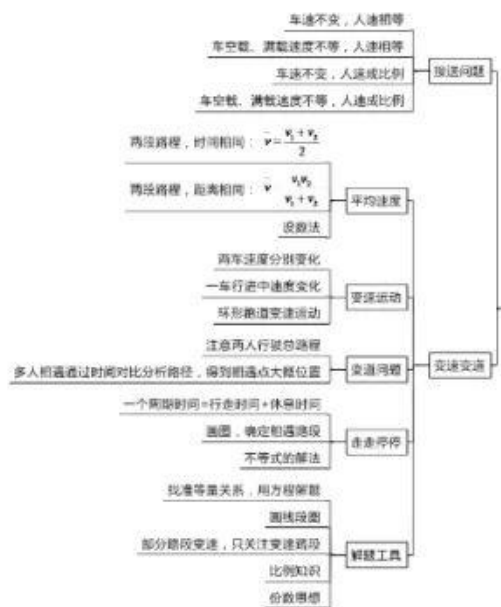 车速不变，人速相等
车空载、满载速度不等，人速相等
车速不变，人速成比例
车空载、满载速度不等，人速成比例
接送问题
两段路程，时间相同： v = v₁ + v₂ / 2
两段路程，距离相同： v v₁v₂ / v₁ + v₂
设数法
平均速度
两车速度分别变化
一车行进中速度变化
环形跑道变速运动
变速运动
注意两人行驶总路程
多人相遇通过时间对比分析路径，得到相遇点大概位置
变道问题
变速变道
一个周期时间=行走时间+休息时间
画图，确定相遇路段
不等式的解法
走走停停
找准等量关系，用方程解题
画线段图
部分路段变速，只关注变速路段
比例知识
份数思想
解题工具